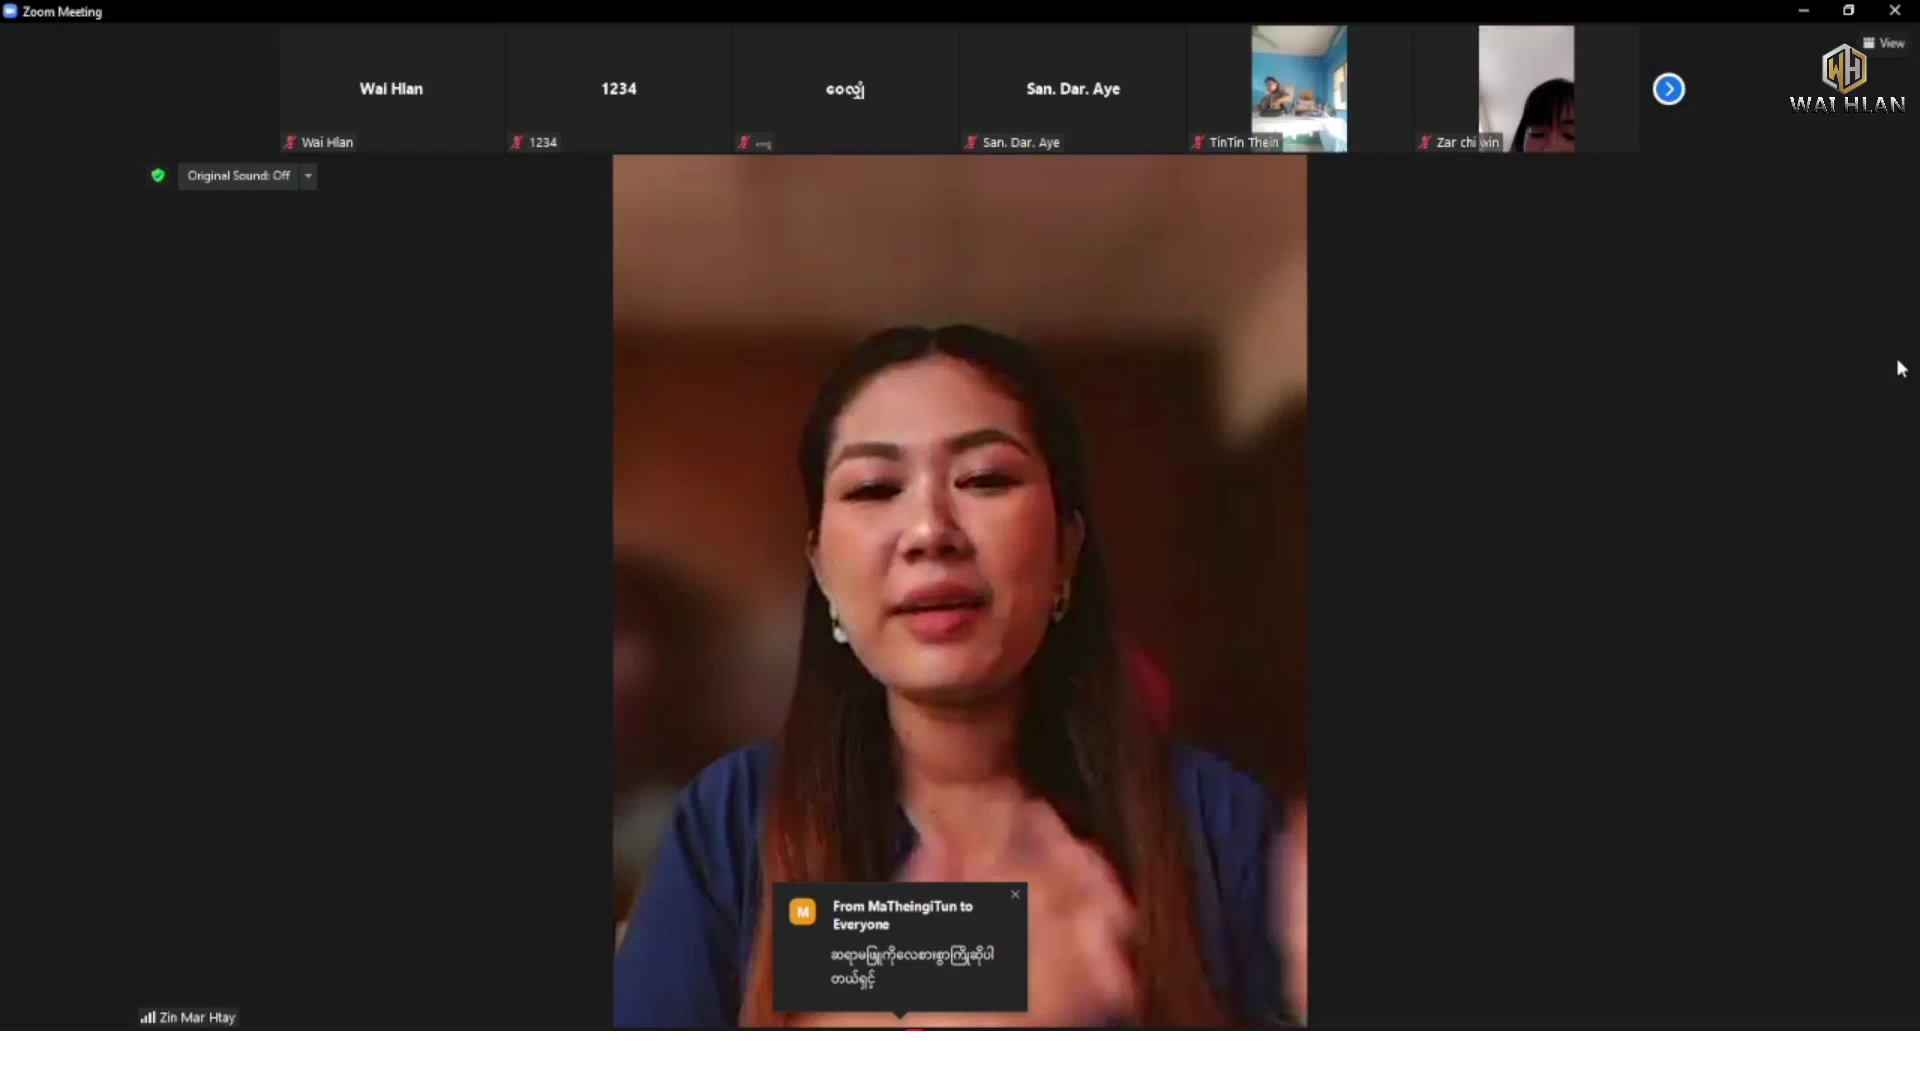 Zoom Meeting
View
Wai Hlan
1234
ဝေလျှံ
San. Dar. Aye
WH
WAI HLAN
Wai Hlan
1234
San. Dar. Aye
TinTin Thein
Zar chi win
Original Sound: Off
M
From MaTheingiTun to
Everyone
ဆရာမဖြူကိုလေးစားစွာကြိုဆိုပါ
တယ်ရှင့်
Zin Mar Htay